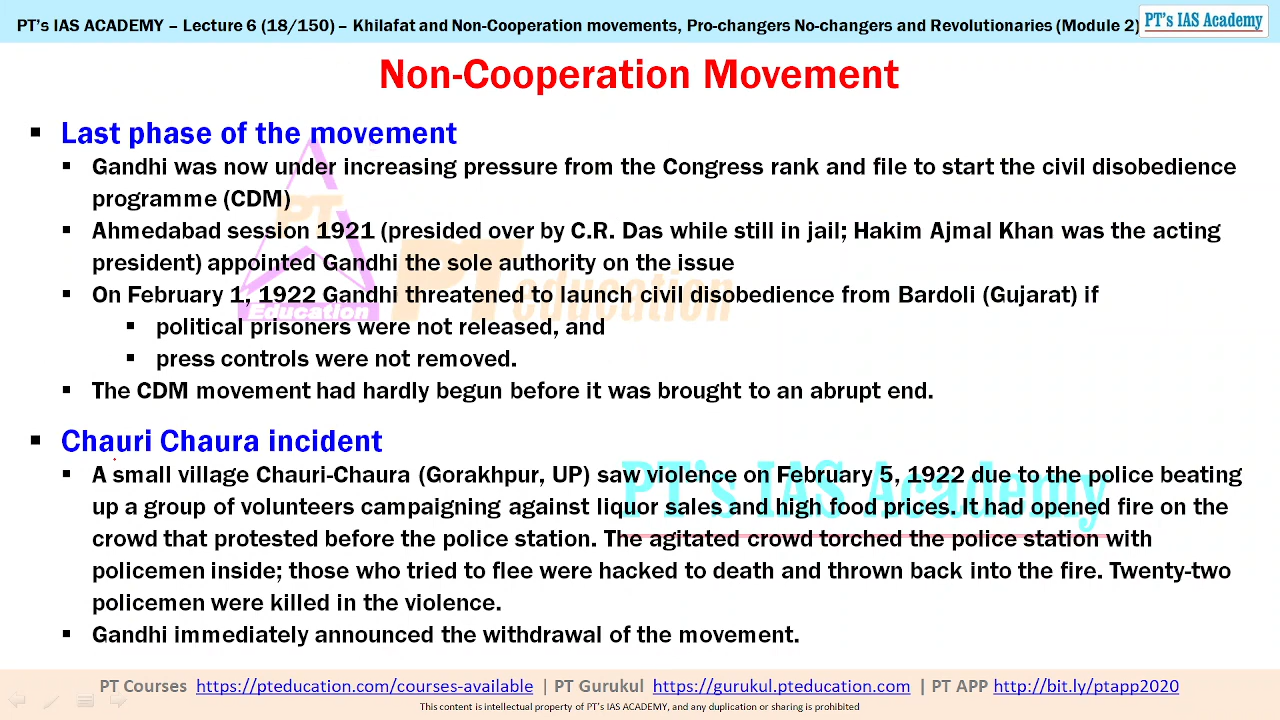 PT's IAS ACADEMY – Lecture 6 (18/150) – Khilafat and Non-Cooperation movements, Pro-changers No-changers and Revolutionaries (Module 2)
PT's IAS Academy
Non-Cooperation Movement
▪ Last phase of the movement
▪ Gandhi was now under increasing pressure from the Congress rank and file to start the civil disobedience
programme (CDM)
▪ Ahmedabad session 1921 (presided over by C.R. Das while still in jail; Hakim Ajmal Khan was the acting
president) appointed Gandhi the sole authority on the issue
▪ On February 1, 1922 Gandhi threatened to launch civil disobedience from Bardoli (Gujarat) if
▪ political prisoners were not released, and
▪ press controls were not removed.
▪ The CDM movement had hardly begun before it was brought to an abrupt end.
PT
Education
PT education
▪ Chauri Chaura incident
▪ A small village Chauri-Chaura (Gorakhpur, UP) saw violence on February 5, 1922 due to the police beating
up a group of volunteers campaigning against liquor sales and high food prices. It had opened fire on the
crowd that protested before the police station. The agitated crowd torched the police station with
policemen inside; those who tried to flee were hacked to death and thrown back into the fire. Twenty-two
policemen were killed in the violence.
▪ Gandhi immediately announced the withdrawal of the movement.
PT's IAS Academy
PT Courses https://pteducation.com/courses-available | PT Gurukul https://gurukul.pteducation.com | PT APP http://bit.ly/ptapp2020
This content is intellectual property of PT's IAS ACADEMY, and any duplication or sharing is prohibited